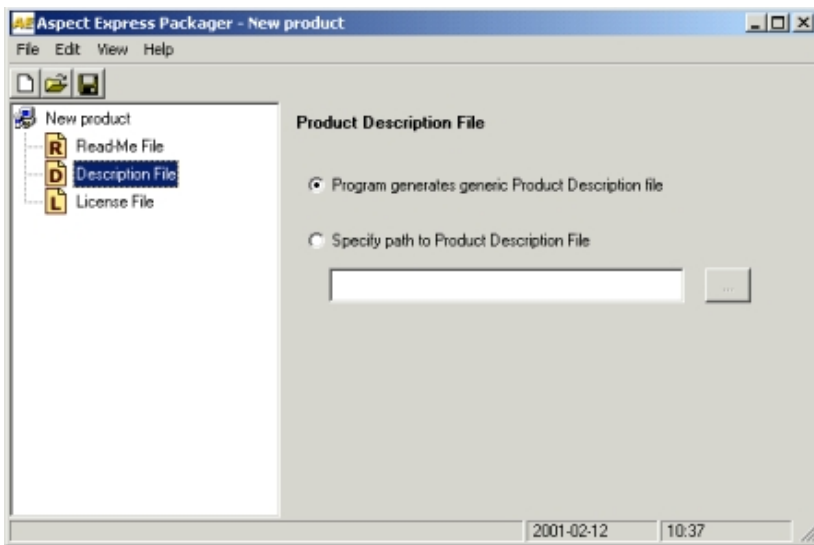 AE Aspect Express Packager - New product
File Edit View Help
New product
R Read-Me File
D Description File
L License File
Product Description File
Program generates generic Product Description file
Specify path to Product Description File
...
2001-02-12 10:37